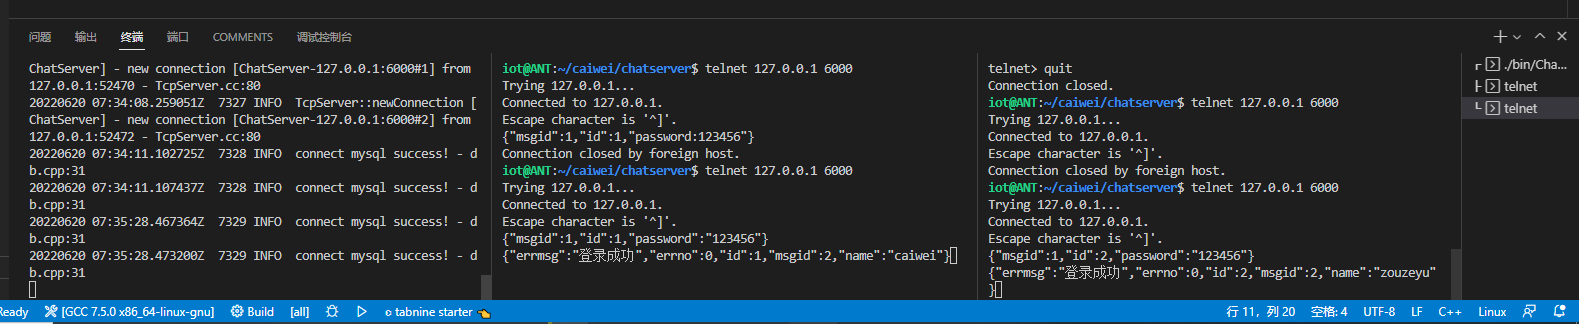 问题 输出 终端 端口 COMMENTS 调试控制台
ChatServer] - new connection [ChatServer-127.0.0.1:6000#1] from
127.0.0.1:52470 - TcpServer.cc:80
20220620 07:34:08.259051Z  7327 INFO  TcpServer::newConnection [
ChatServer] - new connection [ChatServer-127.0.0.1:6000#2] from
127.0.0.1:52472 - TcpServer.cc:80
20220620 07:34:11.102725Z  7328 INFO  connect mysql success! - d
b.cpp:31
20220620 07:34:11.107437Z  7328 INFO  connect mysql success! - d
b.cpp:31
20220620 07:35:28.467364Z  7329 INFO  connect mysql success! - d
b.cpp:31
20220620 07:35:28.473200Z  7329 INFO  connect mysql success! - d
b.cpp:31
iot@ANT:~/caiwei/chatserver$ telnet 127.0.0.1 6000
Trying 127.0.0.1...
Connected to 127.0.0.1.
Escape character is '^]'.
{"msgid":1,"id":1,"password:123456"}
Connection closed by foreign host.
iot@ANT:~/caiwei/chatserver$ telnet 127.0.0.1 6000
Trying 127.0.0.1...
Connected to 127.0.0.1.
Escape character is '^]'.
{"msgid":1,"id":1,"password":"123456"}
{"errmsg":"登录成功","errno":0,"id":1,"msgid":2,"name":"caiwei"}
telnet> quit
Connection closed.
iot@ANT:~/caiwei/chatserver$ telnet 127.0.0.1 6000
Trying 127.0.0.1...
Connected to 127.0.0.1.
Escape character is '^]'.
Connection closed by foreign host.
iot@ANT:~/caiwei/chatserver$ telnet 127.0.0.1 6000
Trying 127.0.0.1...
Connected to 127.0.0.1.
Escape character is '^]'.
{"msgid":1,"id":2,"password":"123456"}
{"errmsg":"登录成功","errno":0,"id":2,"msgid":2,"name":"zouzeyu"
}
./bin/Cha...
telnet
telnet
Ready [GCC 7.5.0 x86_64-linux-gnu] Build [all] tabnine starter 行 11，列 20 空格: 4 UTF-8 LF C++ Linux